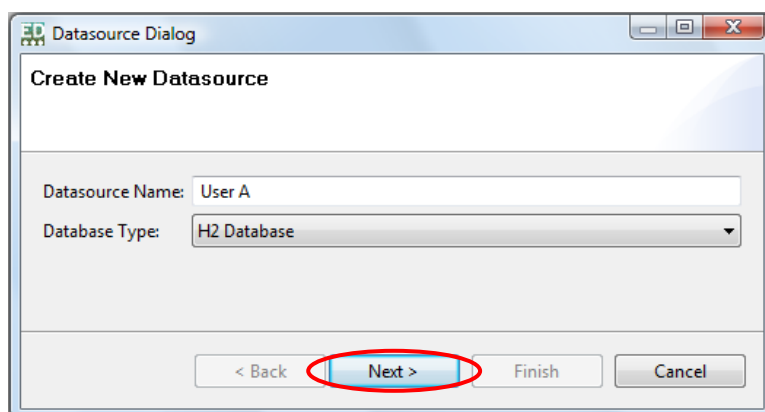 ED Datasource Dialog
Create New Datasource
Datasource Name: User A
Database Type: H2 Database
< Back Next > Finish Cancel